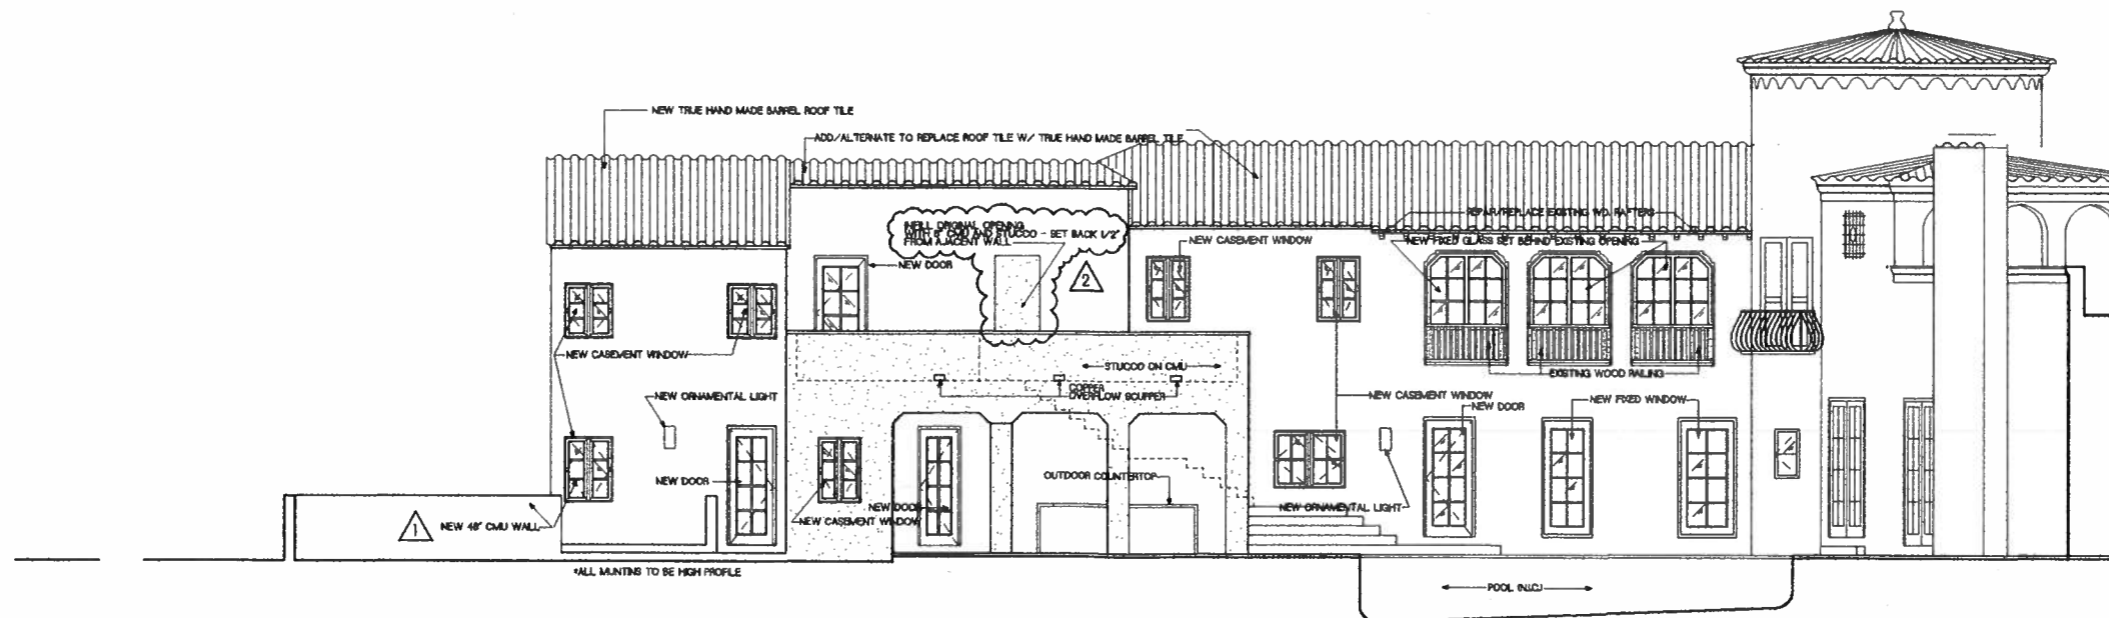 NEW TRUE HAND MADE BARREL ROOF TILE
ADD/ALTERNATE TO REPLACE ROOF TILE W/ TRUE HAND MADE BARREL TILE
INFILL ORIGINAL OPENING
WITH 8" CMU AND STUCCO - SET BACK 1/2"
FROM AJACENT WALL
2
NEW DOOR
NEW CASEMENT WINDOW
REPAIR/REPLACE EXISTING WD. RAFTERS
NEW FIXED GLASS SET BEHIND EXISTING OPENING
NEW CASEMENT WINDOW
STUCCO ON CMU
EXISTING WOOD RAILING
COPPER
OVERFLOW SCUPPER
NEW ORNAMENTAL LIGHT
NEW CASEMENT WINDOW
NEW DOOR
NEW FIXED WINDOW
NEW DOOR
OUTDOOR COUNTERTOP
NEW DOOR
NEW ORNAMENTAL LIGHT
NEW CASEMENT WINDOW
1
NEW 48" CMU WALL
*ALL MUNTINS TO BE HIGH PROFILE
POOL (N.I.C.)